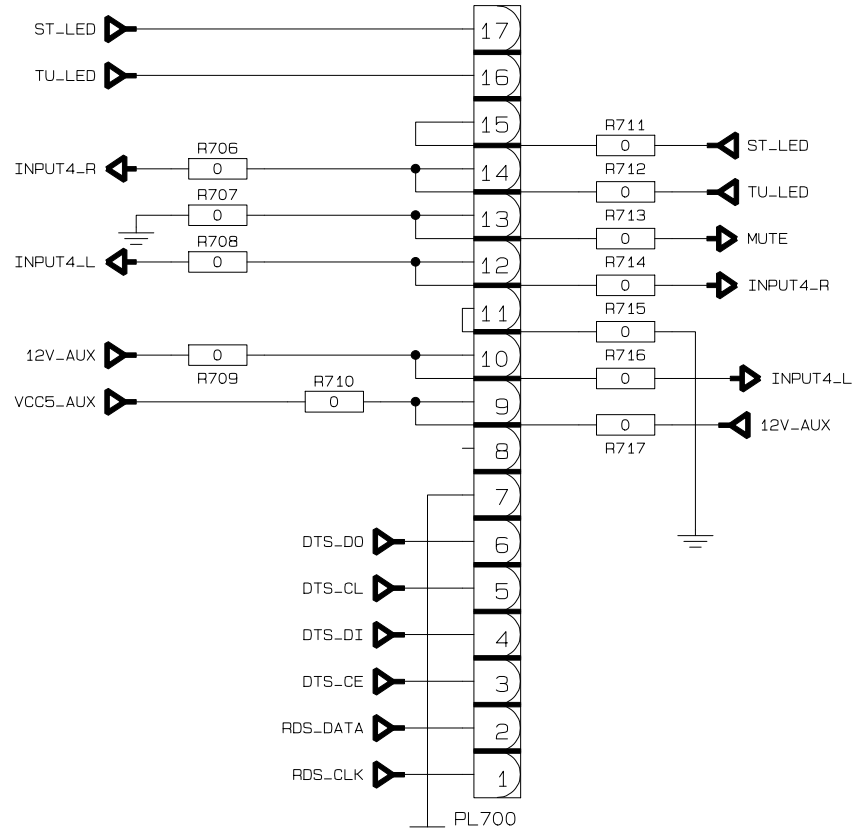 ST_LED 17
TU_LED 16
15 R711
0 ST_LED
R706
INPUT4_R 0 14 R712
0 TU_LED
R707
0 13 R713
0 MUTE
R708
INPUT4_L 0 12 R714
0 INPUT4_R
11 R715
0
12V_AUX 0 10 R716
R709
0 INPUT4_L
R710
VCC5_AUX 0 9
0 12V_AUX
8 R717
7
DTS_DO 6
DTS_CL 5
DTS_DI 4
DTS_CE 3
RDS_DATA 2
RDS_CLK 1
PL700